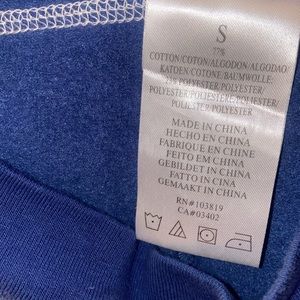 S
77%
COTTON/COTON/ALGODON/ALGODAO
KATOEN/COTONE/BAUMWOLLE
POLYESTER/POLYESTER
POLYESTER/POLIESTERE/POLIESTER/
POLIESTER/POLYESTER
MADE IN CHINA
HECHO EN CHINA
FABRIQUE EN CHINE
FEITO EM CHINA
GEBILDET IN CHINA
FATTO IN CINA
GEMAAKT IN CHINA
RN#103819
CA#03402